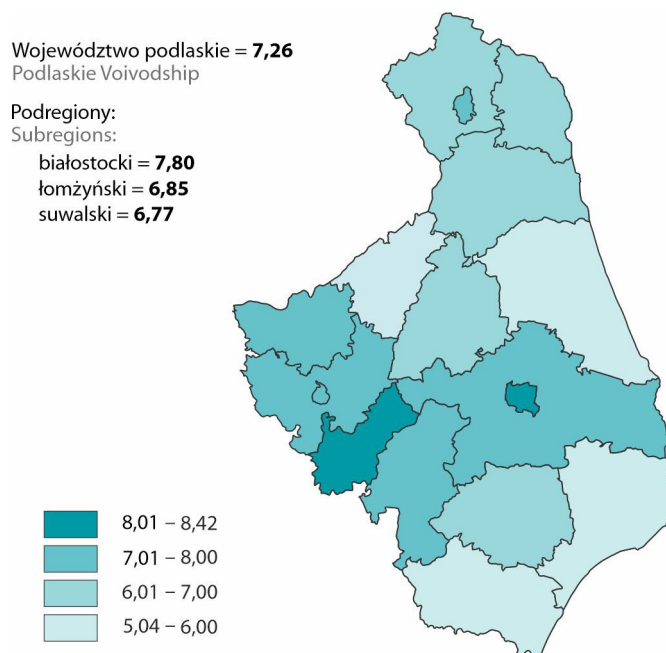 Województwo podlaskie = 7,26
Podlaskie Voivodship
Podregiony:
Subregions:
białostocki = 7,80
łomżyński = 6,85
suwalski = 6,77
8,01 – 8,42
7,01 – 8,00
6,01 – 7,00
5,04 – 6,00